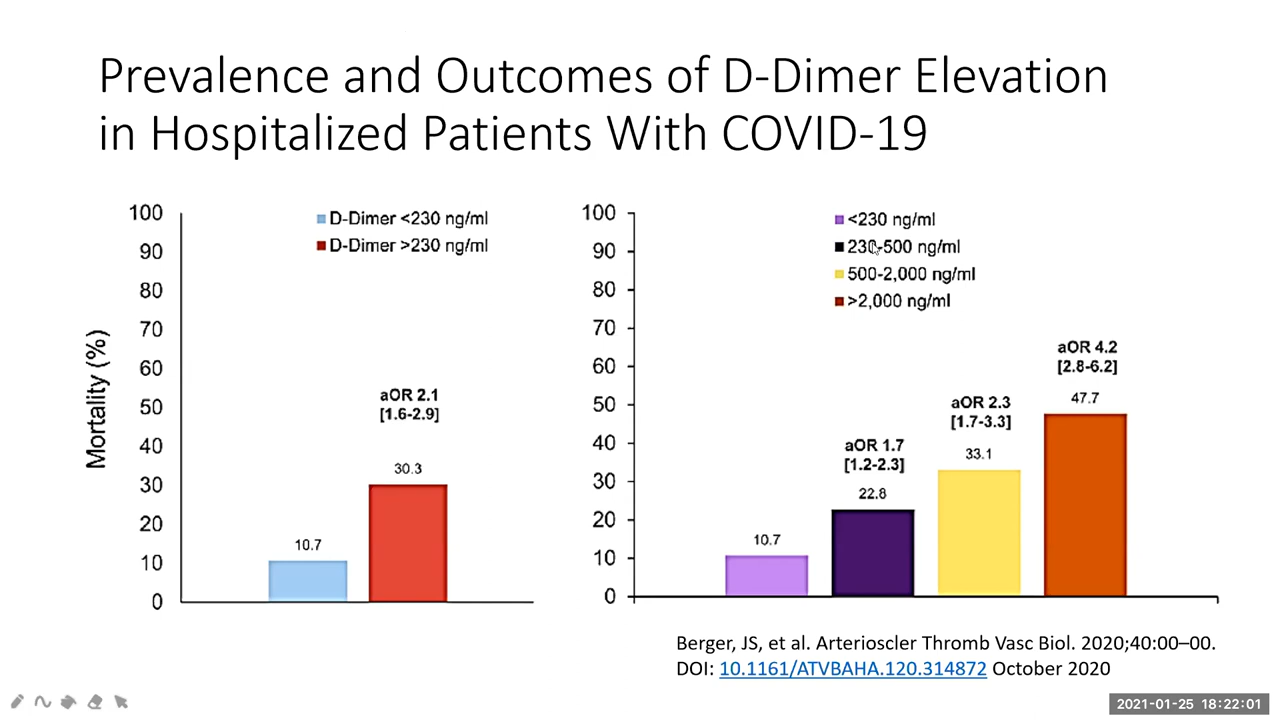 Prevalence and Outcomes of D-Dimer Elevation
in Hospitalized Patients With COVID-19
100
90
80
70
60
50
40
30
20
10
0
Mortality (%)
D-Dimer <230 ng/ml
D-Dimer >230 ng/ml
aOR 2.1
[1.6-2.9]
30.3
10.7
100
90
80
70
60
50
40
30
20
10
0
<230 ng/ml
230-500 ng/ml
500-2,000 ng/ml
>2,000 ng/ml
10.7
aOR 1.7
[1.2-2.3]
22.8
aOR 2.3
[1.7-3.3]
33.1
aOR 4.2
[2.8-6.2]
47.7
Berger, JS, et al. Arterioscler Thromb Vasc Biol. 2020;40:00–00.
DOI: 10.1161/ATVBAHA.120.314872 October 2020
2021-01-25 18:22:01